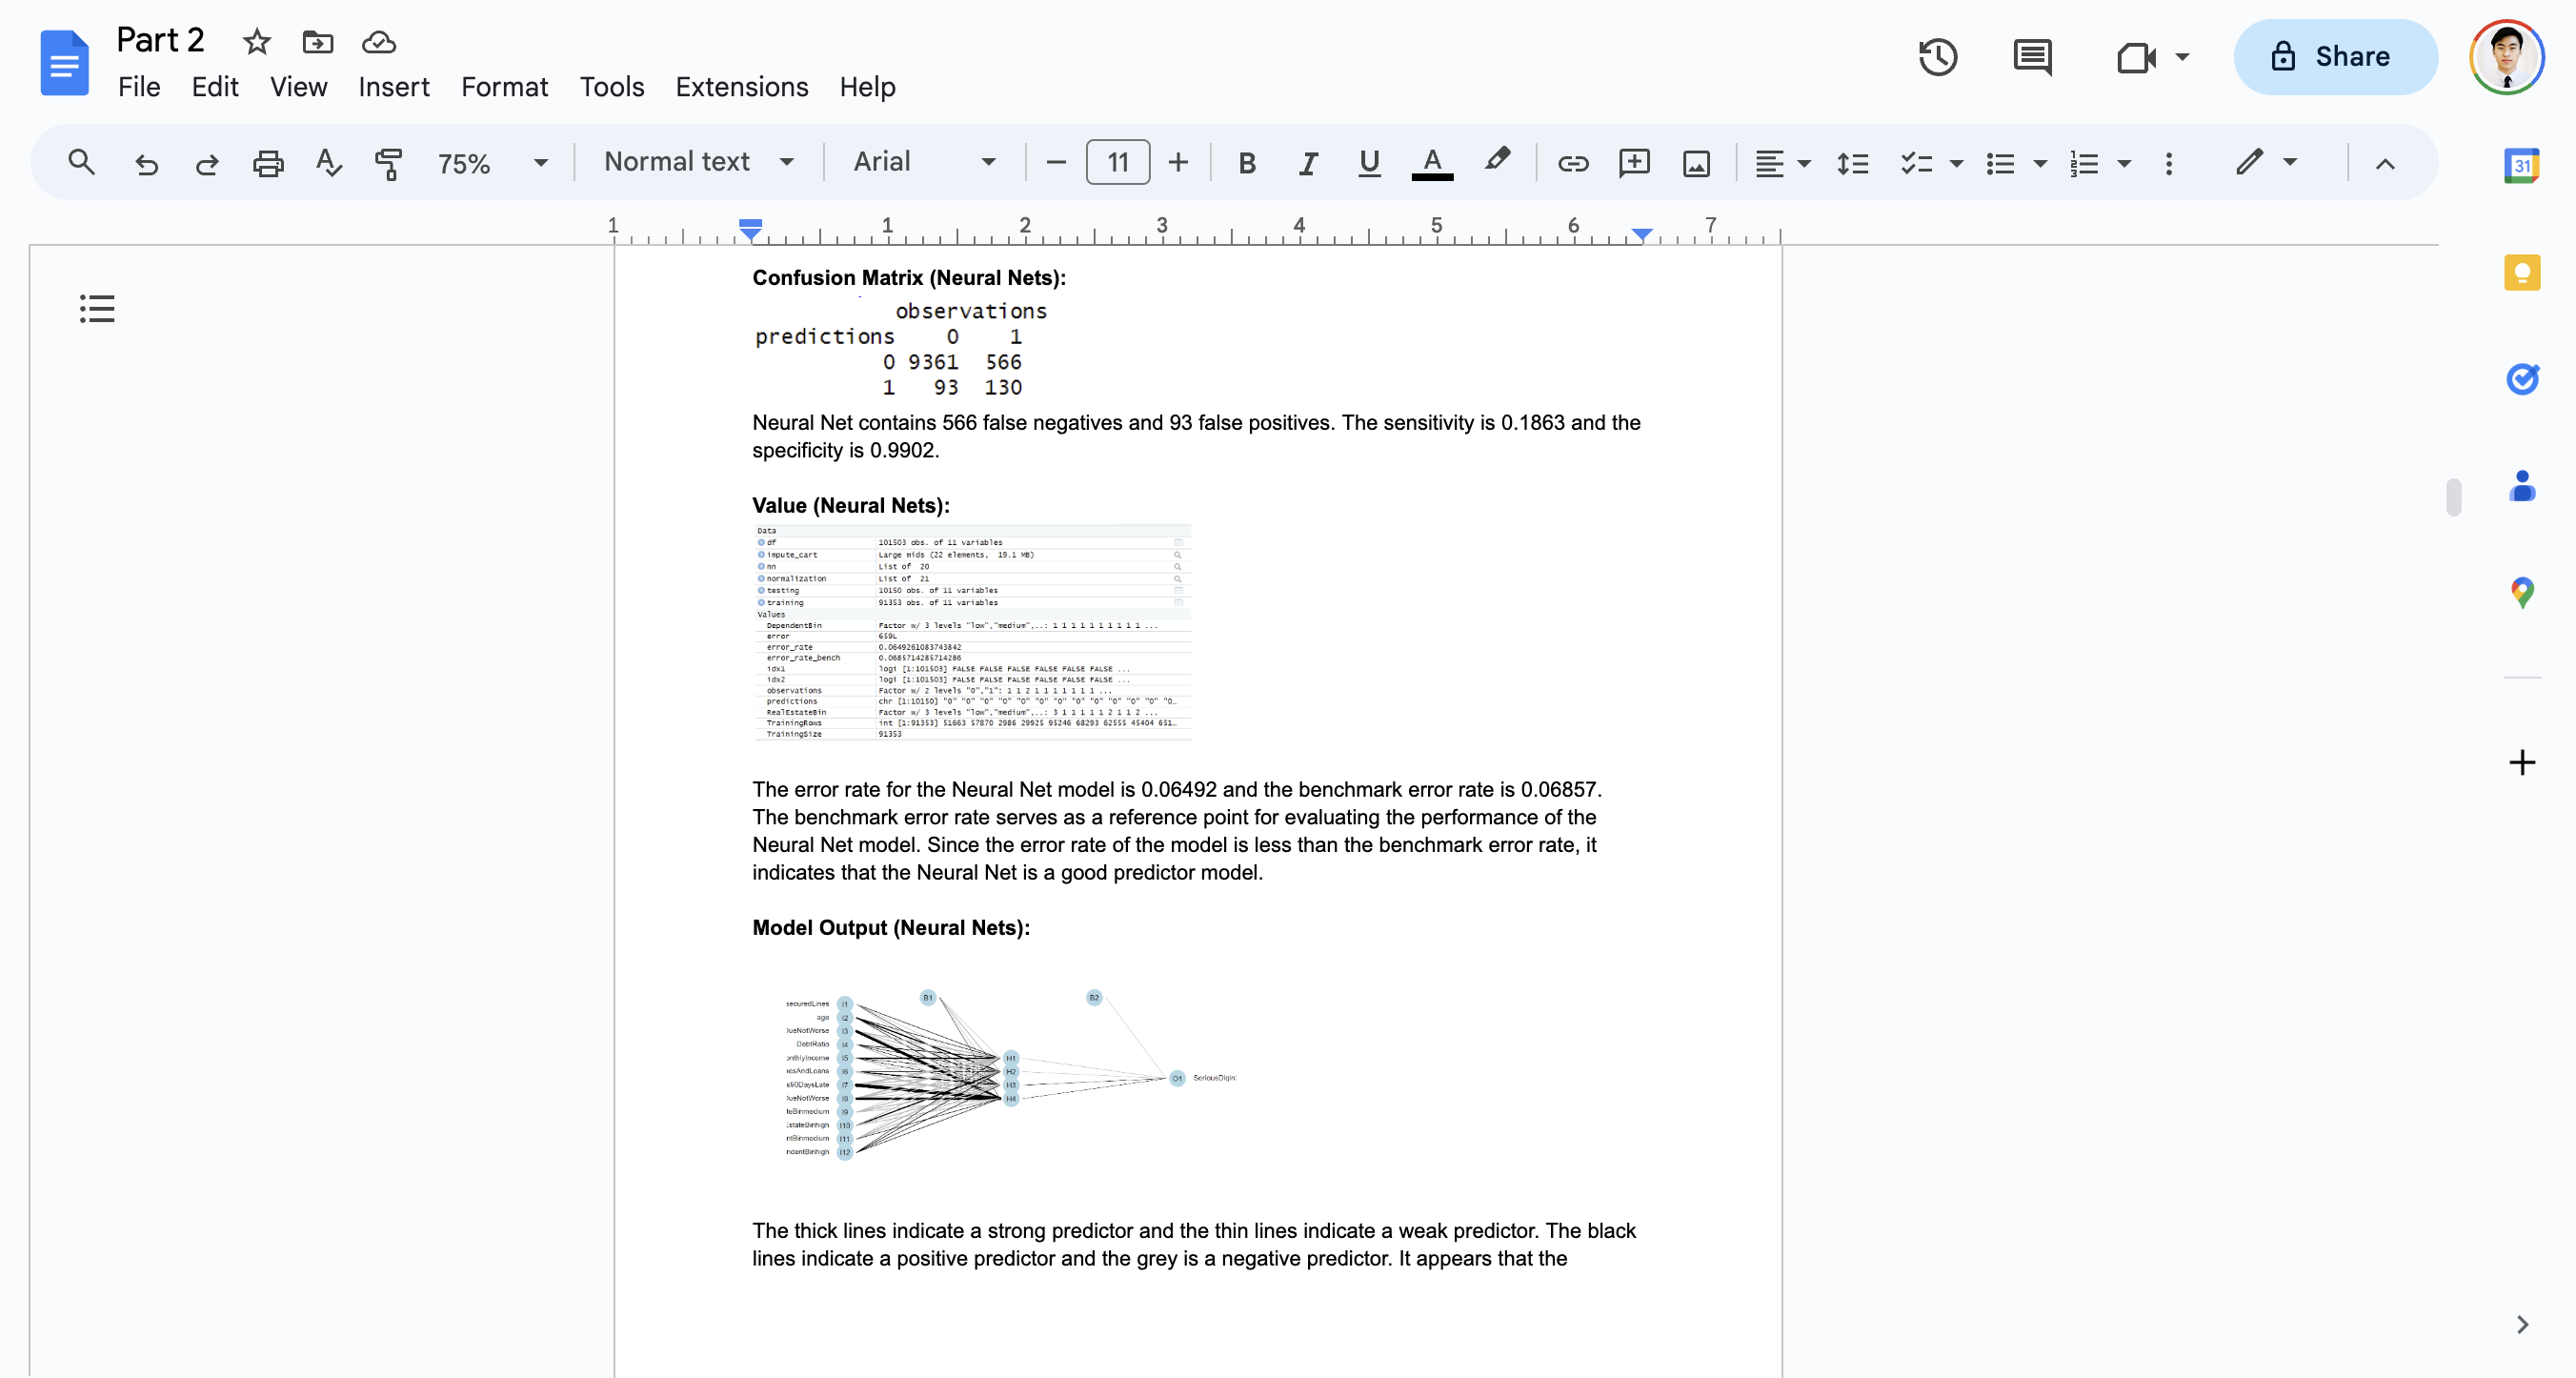 Part 2
File Edit View Insert Format Tools Extensions Help
Share
75% Normal text Arial 11 B I U A
31
1 1 2 3 4 5 6 7
Confusion Matrix (Neural Nets):
observations
predictions 0 1
0 9361 566
1 93 130
Neural Net contains 566 false negatives and 93 false positives. The sensitivity is 0.1863 and the
specificity is 0.9902.
Value (Neural Nets):
Data
df 101503 obs. of 11 variables
impute_cart Large mids (22 elements, 19.1 MB)
nn List of 20
normalization List of 21
testing 10150 obs. of 11 variables
training 91353 obs. of 11 variables
Values
DependentBin Factor w/ 3 levels "low","medium",..: 1 1 1 1 1 1 1 1 1 1 ...
error 659L
error_rate 0.0649261083743842
error_rate_bench 0.0685714285714286
idx1 logi [1:101503] FALSE FALSE FALSE FALSE FALSE FALSE ...
idx2 logi [1:101503] FALSE FALSE FALSE FALSE FALSE FALSE ...
observations Factor w/ 2 levels "0","1": 1 1 2 1 1 1 1 1 1 1 ...
predictions chr [1:10150] "0" "0" "0" "0" "0" "0" "0" "0" "0" "0" "0" "0" "0…
RealEstateBin Factor w/ 3 levels "low","medium",..: 3 1 1 1 1 1 2 1 1 2 ...
TrainingRows int [1:91353] 51663 57870 2986 29925 95246 68293 62555 45404 651…
TrainingSize 91353
The error rate for the Neural Net model is 0.06492 and the benchmark error rate is 0.06857.
The benchmark error rate serves as a reference point for evaluating the performance of the
Neural Net model. Since the error rate of the model is less than the benchmark error rate, it
indicates that the Neural Net is a good predictor model.
Model Output (Neural Nets):
B1 B2
securedLines I1
age I2
DueNotWorse I3
DebtRatio I4
onthlyIncome I5 H1
nesAndLoans I6 H2
s90DaysLate I7 H3 O1 SeriousDlqin
DueNotWorse I8 H4
teBinmedium I9
EstateBinhigh I10
ntBinmedium I11
ndentBinhigh I12
The thick lines indicate a strong predictor and the thin lines indicate a weak predictor. The black
lines indicate a positive predictor and the grey is a negative predictor. It appears that the